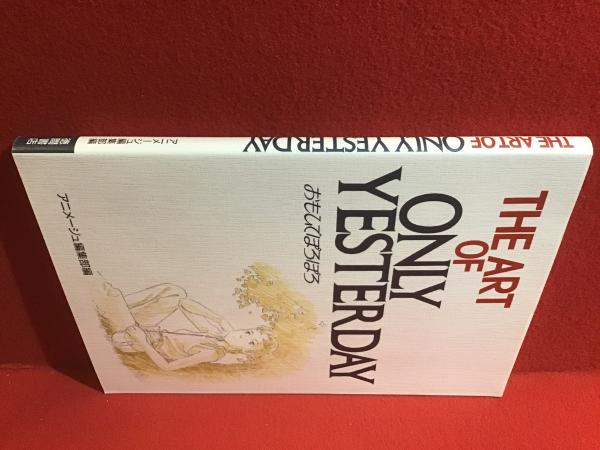 THE ART
OF
ONLY
YESTERDAY
おもひでぽろぽろ
アニメージュ編集部編
THE ART OF ONLY YESTERDAY
アニメージュ編集部編
徳間書店